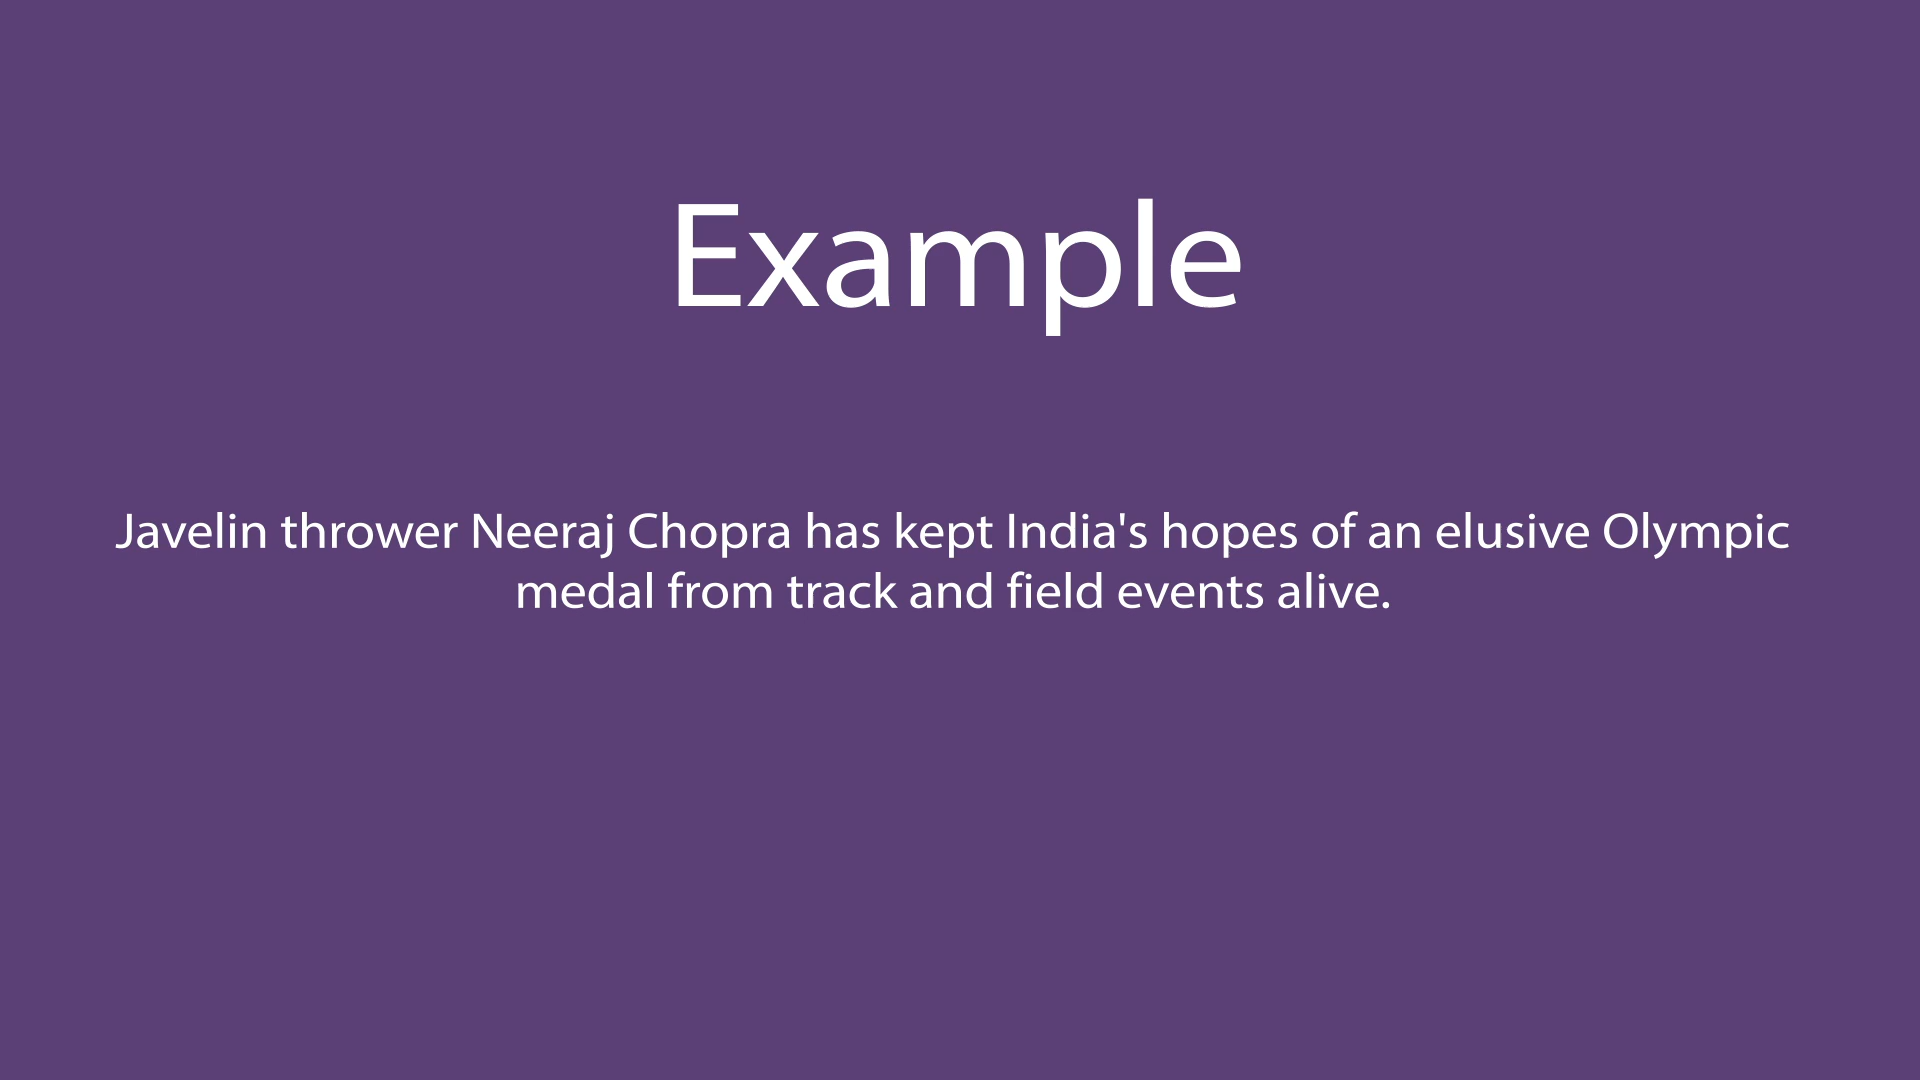 Example
Javelin thrower Neeraj Chopra has kept India's hopes of an elusive Olympic
medal from track and field events alive.